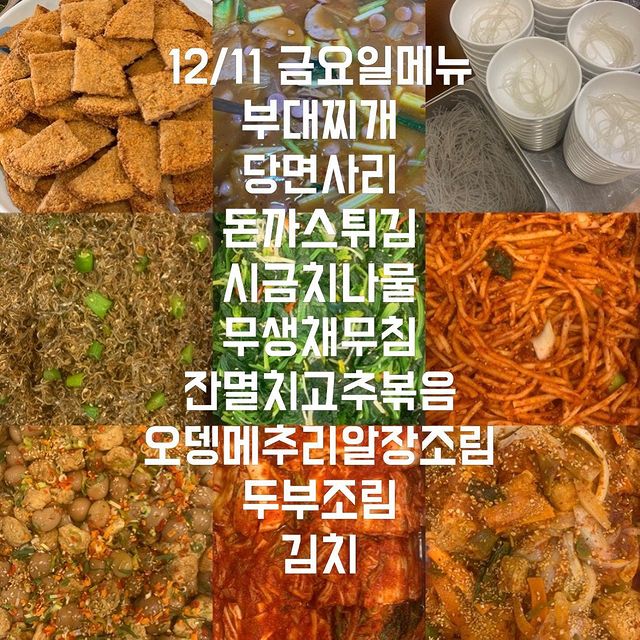 12/11 금요일메뉴
부대찌개
당면사리
돈까스튀김
시금치나물
무생채무침
잔멸치고추볶음
오뎅메추리알장조림
두부조림
김치